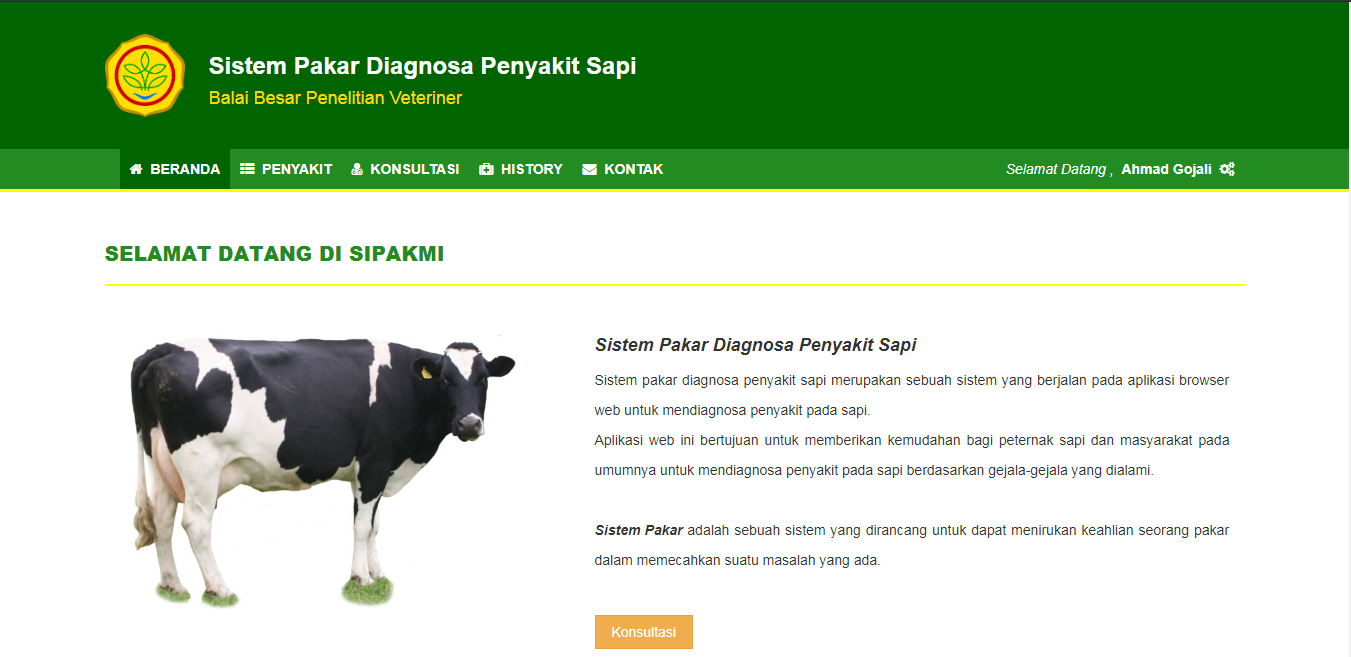 Sistem Pakar Diagnosa Penyakit Sapi
Balai Besar Penelitian Veteriner
BERANDA PENYAKIT KONSULTASI HISTORY KONTAK Selamat Datang , Ahmad Gojali
SELAMAT DATANG DI SIPAKMI
Sistem Pakar Diagnosa Penyakit Sapi
Sistem pakar diagnosa penyakit sapi merupakan sebuah sistem yang berjalan pada aplikasi browser
web untuk mendiagnosa penyakit pada sapi.
Aplikasi web ini bertujuan untuk memberikan kemudahan bagi peternak sapi dan masyarakat pada
umumnya untuk mendiagnosa penyakit pada sapi berdasarkan gejala-gejala yang dialami.
Sistem Pakar adalah sebuah sistem yang dirancang untuk dapat menirukan keahlian seorang pakar
dalam memecahkan suatu masalah yang ada.
Konsultasi